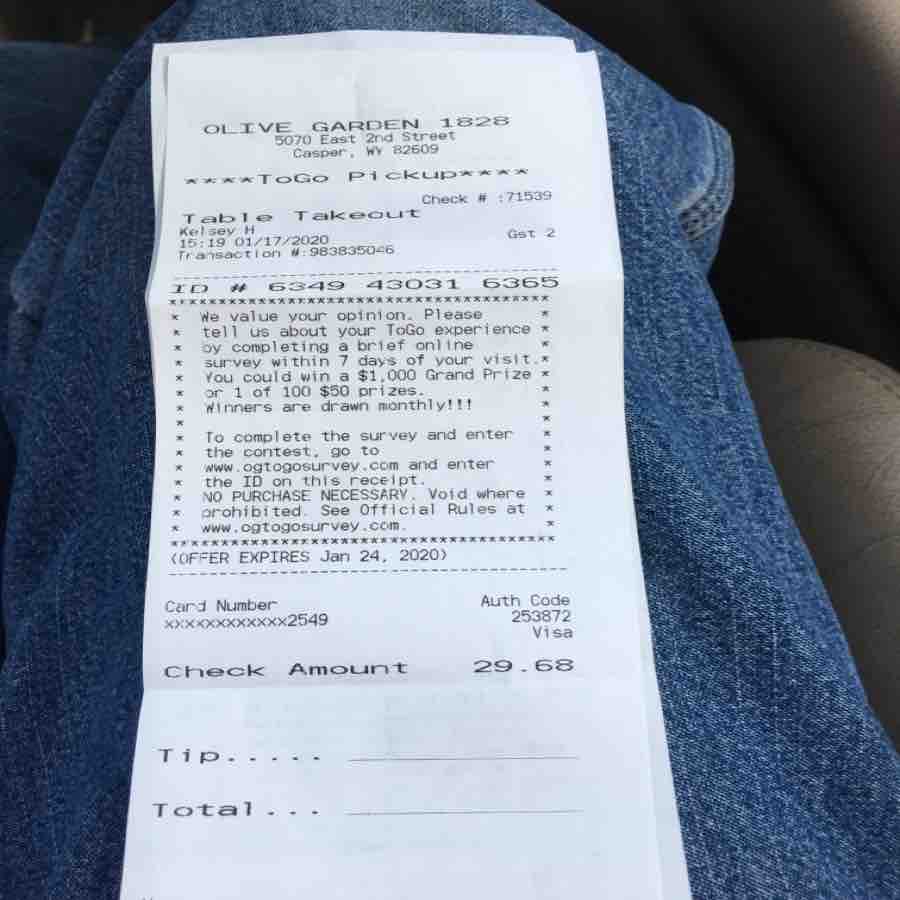 OLIVE GARDEN 1828
5070 East 2nd Street
Casper, WY 82609
****ToGo Pickup****
Check # :71539
Table Takeout
Kelsey H
15:19 01/17/2020 Gst 2
Transaction #:983835046
ID # 6349 43031 6365
****************************************
* We value your opinion. Please *
* tell us about your ToGo experience *
* by completing a brief online *
* survey within 7 days of your visit.*
* You could win a $1,000 Grand Prize *
* or 1 of 100 $50 prizes. *
* Winners are drawn monthly!!! *
* *
* To complete the survey and enter *
* the contest, go to *
* www.ogtogosurvey.com and enter *
* the ID on this receipt. *
* NO PURCHASE NECESSARY. Void where *
* prohibited. See Official Rules at *
* www.ogtogosurvey.com. *
****************************************
(OFFER EXPIRES Jan 24, 2020)
Card Number Auth Code
xxxxxxxxxxxx2549 253872
Visa
Check Amount 29.68
Tip.....
Total...